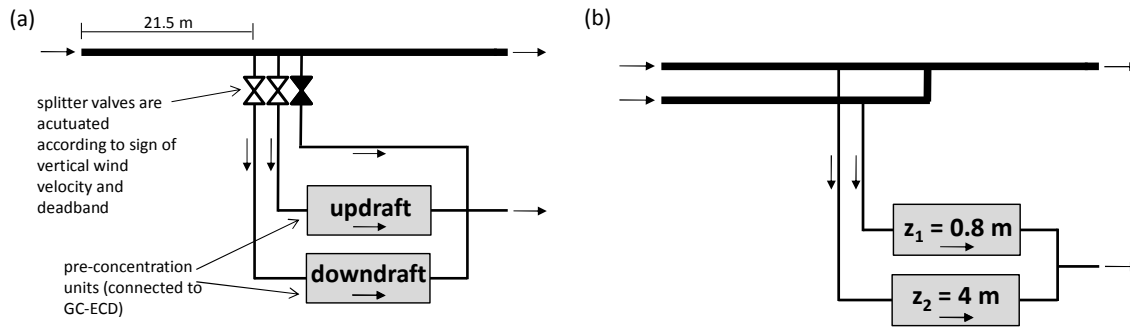 (a)
21.5 m
splitter valves are
acutuated
according to sign of
vertical wind
velocity and
deadband
updraft
downdraft
pre-concentration
units (connected to
GC-ECD)
(b)
z₁ = 0.8 m
z₂ = 4 m